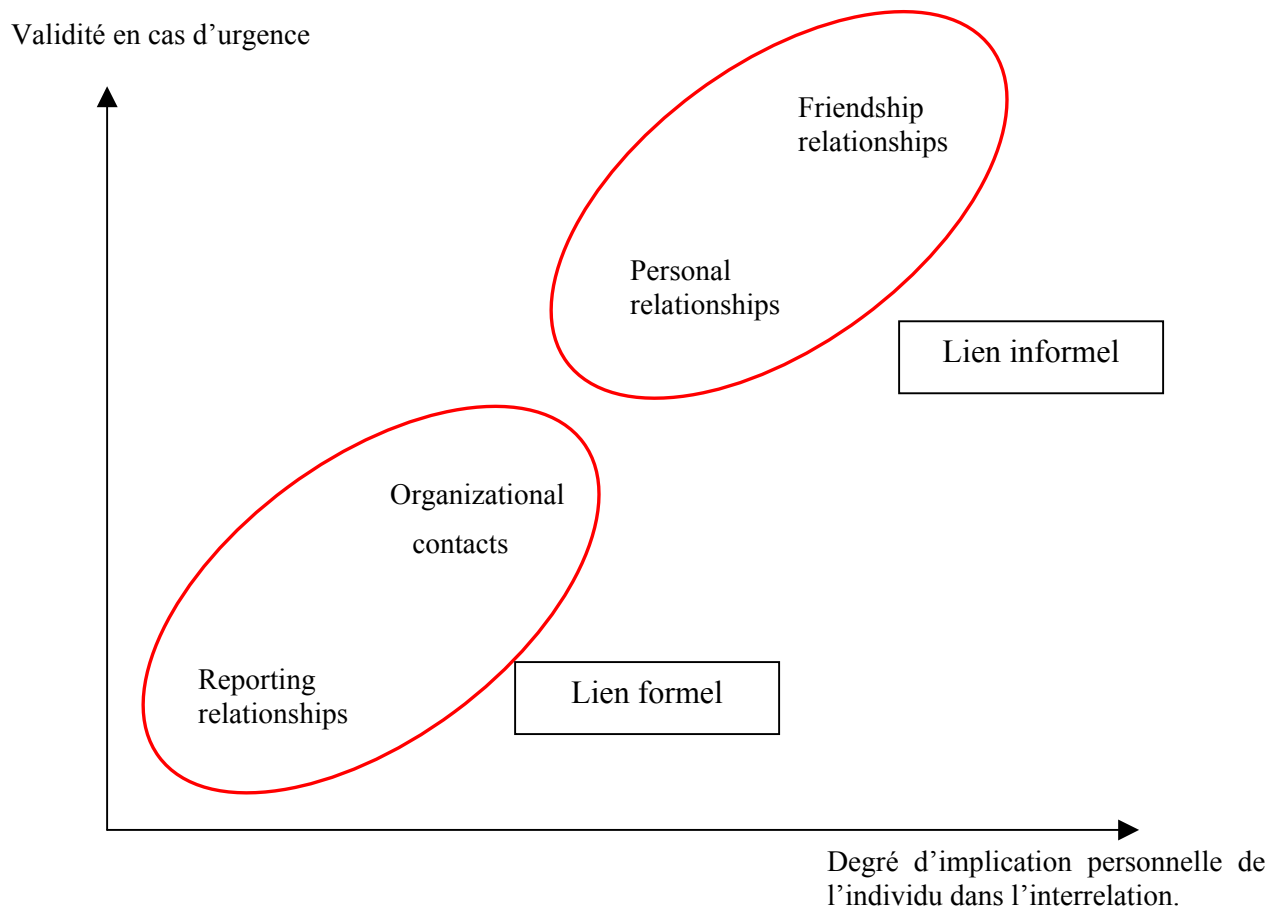 Validité en cas d’urgence
Friendship
relationships
Personal
relationships
Lien informel
Organizational
contacts
Reporting
relationships
Lien formel
Degré d’implication personnelle de
l’individu dans l’interrelation.